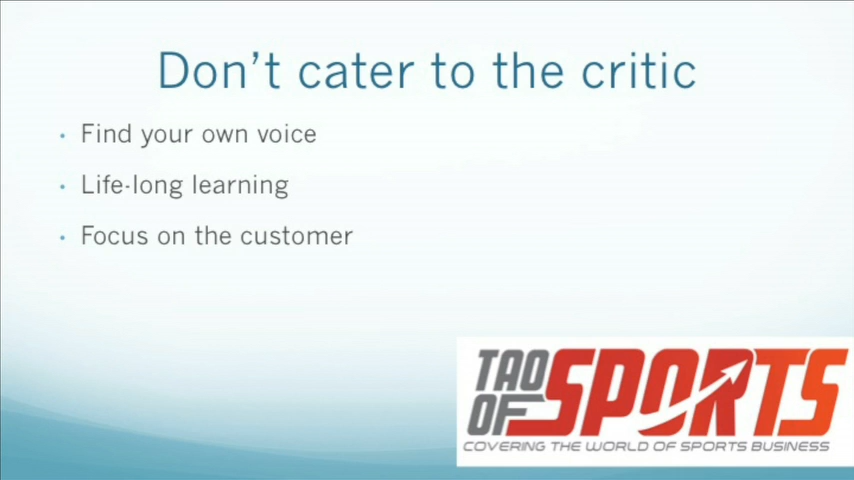 Don't cater to the critic
• Find your own voice
• Life-long learning
• Focus on the customer
TAO
OF
SPORTS
COVERING THE WORLD OF SPORTS BUSINESS